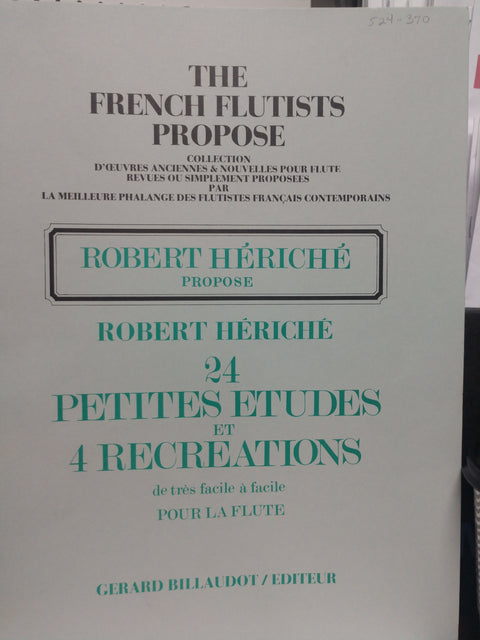 524-370
THE
FRENCH FLUTISTS
PROPOSE
COLLECTION
D'ŒUVRES ANCIENNES & NOUVELLES POUR FLUTE
REVUES OU SIMPLEMENT PROPOSEES
PAR
LA MEILLEURE PHALANGE DES FLUTISTES FRANÇAIS CONTEMPORAINS
ROBERT HÉRICHÉ
PROPOSE
ROBERT HÉRICHÉ
24
PETITES ETUDES
ET
4 RECREATIONS
de très facile à facile
POUR LA FLUTE
GERARD BILLAUDOT / EDITEUR